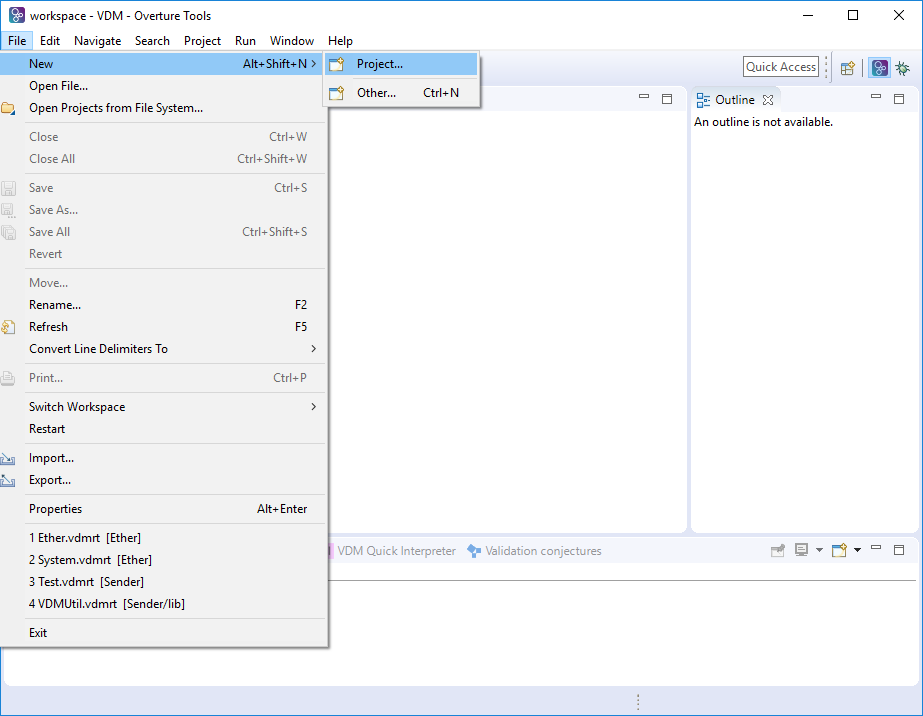 workspace - VDM - Overture Tools
File Edit Navigate Search Project Run Window Help
New Alt+Shift+N
Project...
Quick Access
Open File...
Other... Ctrl+N
Outline
Open Projects from File System...
An outline is not available.
Close Ctrl+W
Close All Ctrl+Shift+W
Save Ctrl+S
Save As...
Save All Ctrl+Shift+S
Revert
Move...
Rename... F2
Refresh F5
Convert Line Delimiters To
Print... Ctrl+P
Switch Workspace
Restart
Import...
Export...
Properties Alt+Enter
1 Ether.vdmrt [Ether]
VDM Quick Interpreter Validation conjectures
2 System.vdmrt [Ether]
3 Test.vdmrt [Sender]
4 VDMUtil.vdmrt [Sender/lib]
Exit